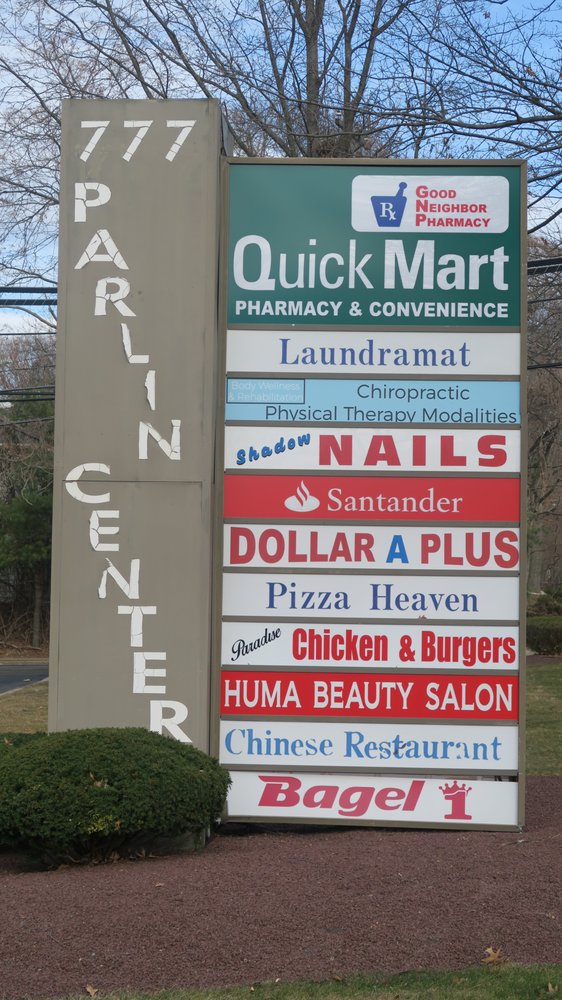 777
PARLIN
CENTER
Rx
GOOD
NEIGHBOR
PHARMACY
Quick Mart
PHARMACY & CONVENIENCE
Laundramat
Body Wellness
& Rehabilitation
Chiropractic
Physical Therapy Modalities
Shadow NAILS
Santander
DOLLAR A PLUS
Pizza Heaven
Paradise Chicken & Burgers
HUMA BEAUTY SALON
Chinese Restaurant
Bagel 1